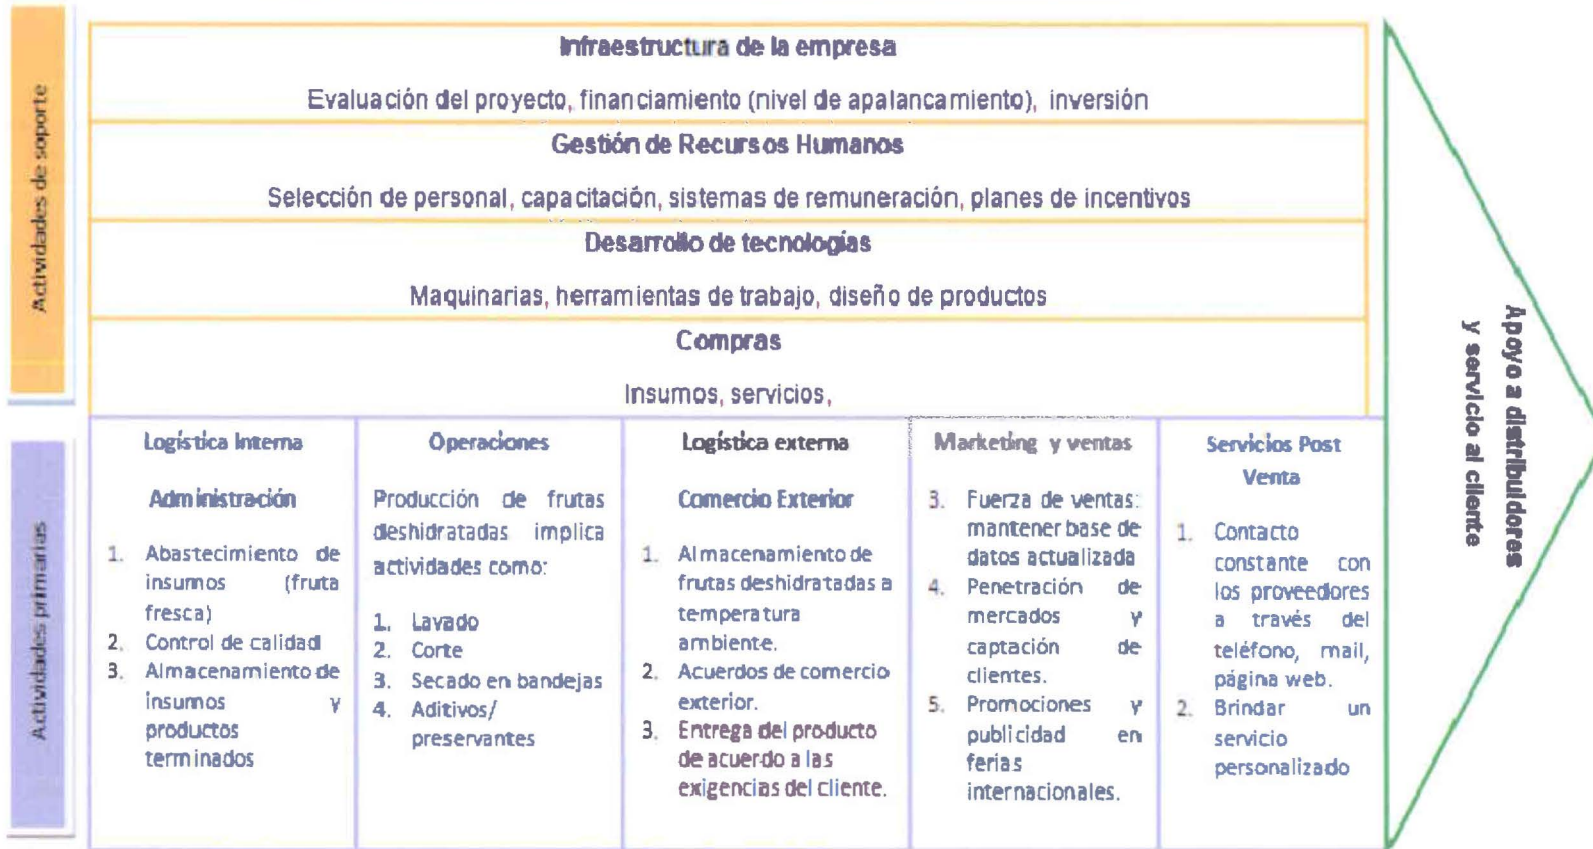 Actividades de soporte
Infraestructura de la empresa
Evaluación del proyecto, financiamiento (nivel de apalancamiento), inversión
Gestión de Recursos Humanos
Selección de personal, capacitación, sistemas de remuneración, planes de incentivos
Desarrollo de tecnologías
Maquinarias, herramientas de trabajo, diseño de productos
Compras
Insumos, servicios,
Actividades primarias
Logística Interna
Administración
1. Abastecimiento de
insumos (fruta
fresca)
2. Control de calidad
3. Almacenamiento de
insumos y
productos
terminados
Operaciones
Producción de frutas
deshidratadas implica
actividades como:
1. Lavado
2. Corte
3. Secado en bandejas
4. Aditivos/
preservantes
Logística externa
Comercio Exterior
1. Almacenamiento de
frutas deshidratadas a
temperatura
ambiente.
2. Acuerdos de comercio
exterior.
3. Entrega del producto
de acuerdo a las
exigencias del cliente.
Marketing y ventas
3. Fuerza de ventas:
mantener base de
datos actualizada
4. Penetración de
mercados y
captación de
clientes.
5. Promociones y
publicidad en
ferias
internacionales.
Servicios Post
Venta
1. Contacto
constante con
los proveedores
a través del
teléfono, mail,
página web.
2. Brindar un
servicio
personalizado
Apoyo a distribuidores
y servicio al cliente